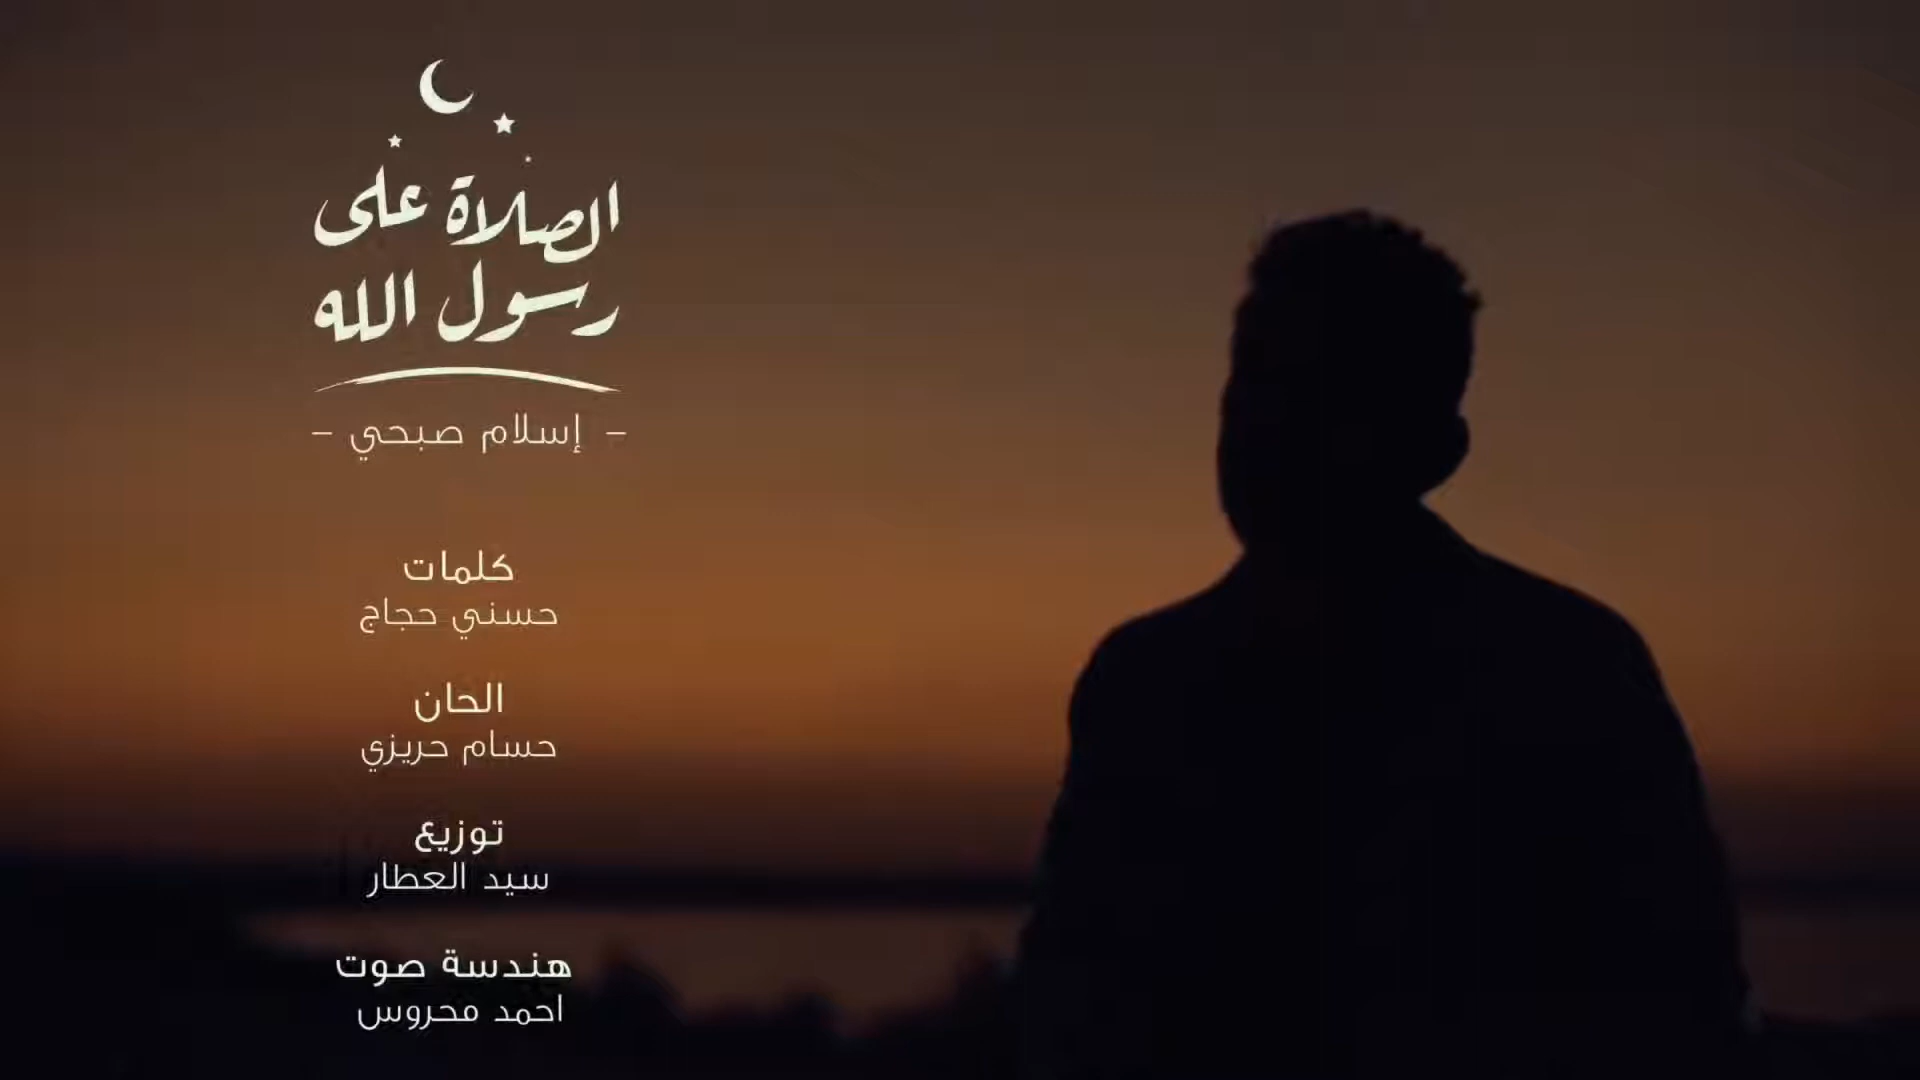 الصلاة على
رسول الله
- إسلام صبحي -
كلمات
حسني حجاج
الحان
حسام حريزي
توزيع
سيد العطار
هندسة صوت
احمد محروس